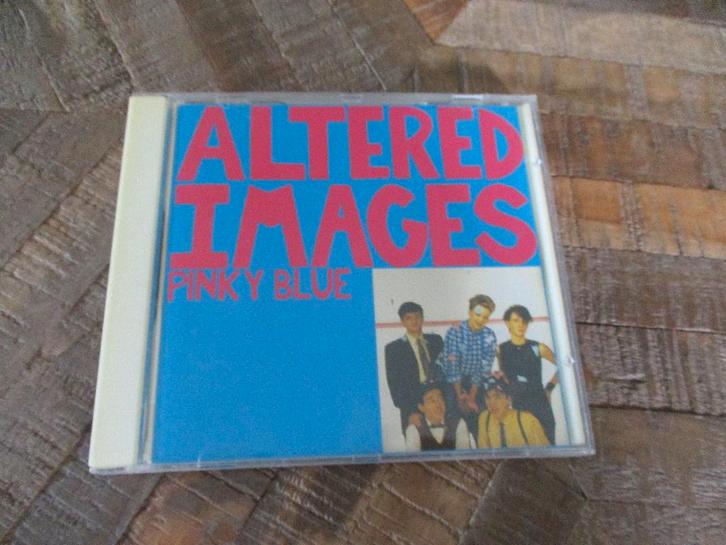 ALTERED
IMAGES
PINKY BLUE